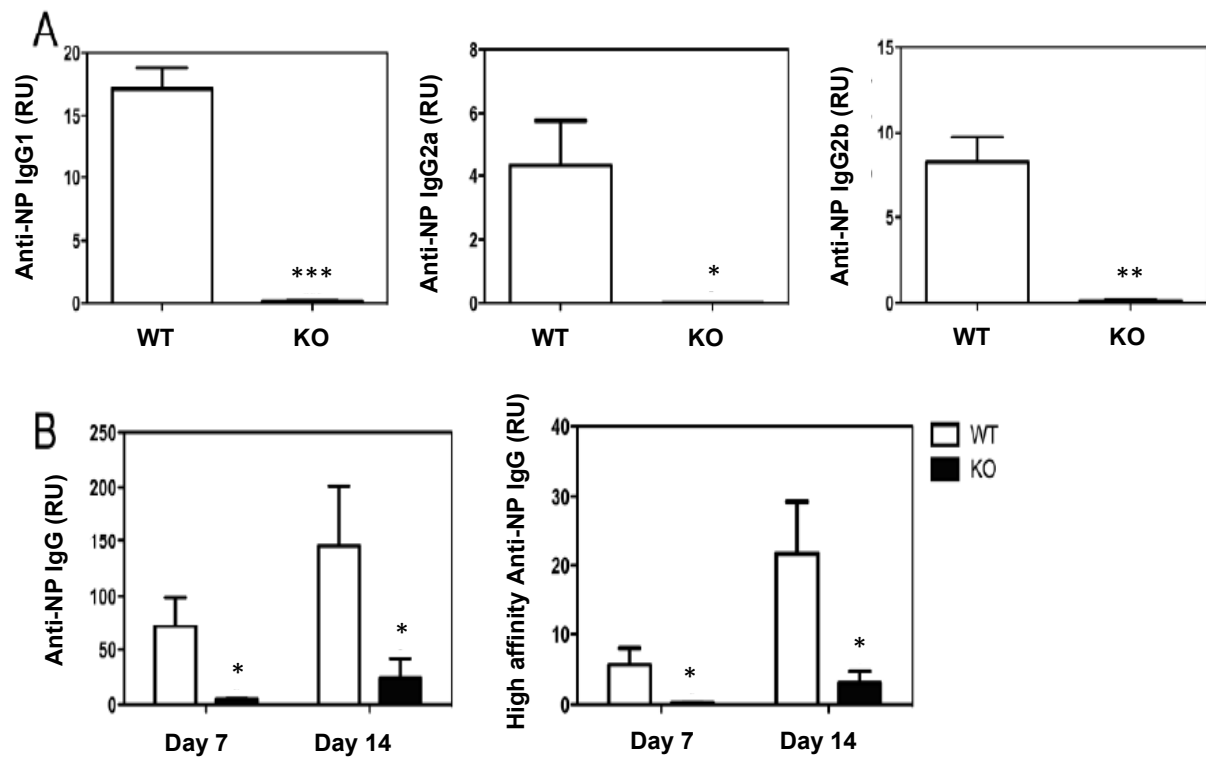 A
Anti-NP IgG1 (RU)
20
15
10
5
0
***
WT
KO
Anti-NP IgG2a (RU)
8
6
4
2
0
*
WT
KO
Anti-NP IgG2b (RU)
15
10
5
0
**
WT
KO
B
Anti-NP IgG (RU)
250
200
150
100
50
0
*
*
Day 7
Day 14
High affinity Anti-NP IgG (RU)
40
30
20
10
0
*
*
Day 7
Day 14
WT
KO